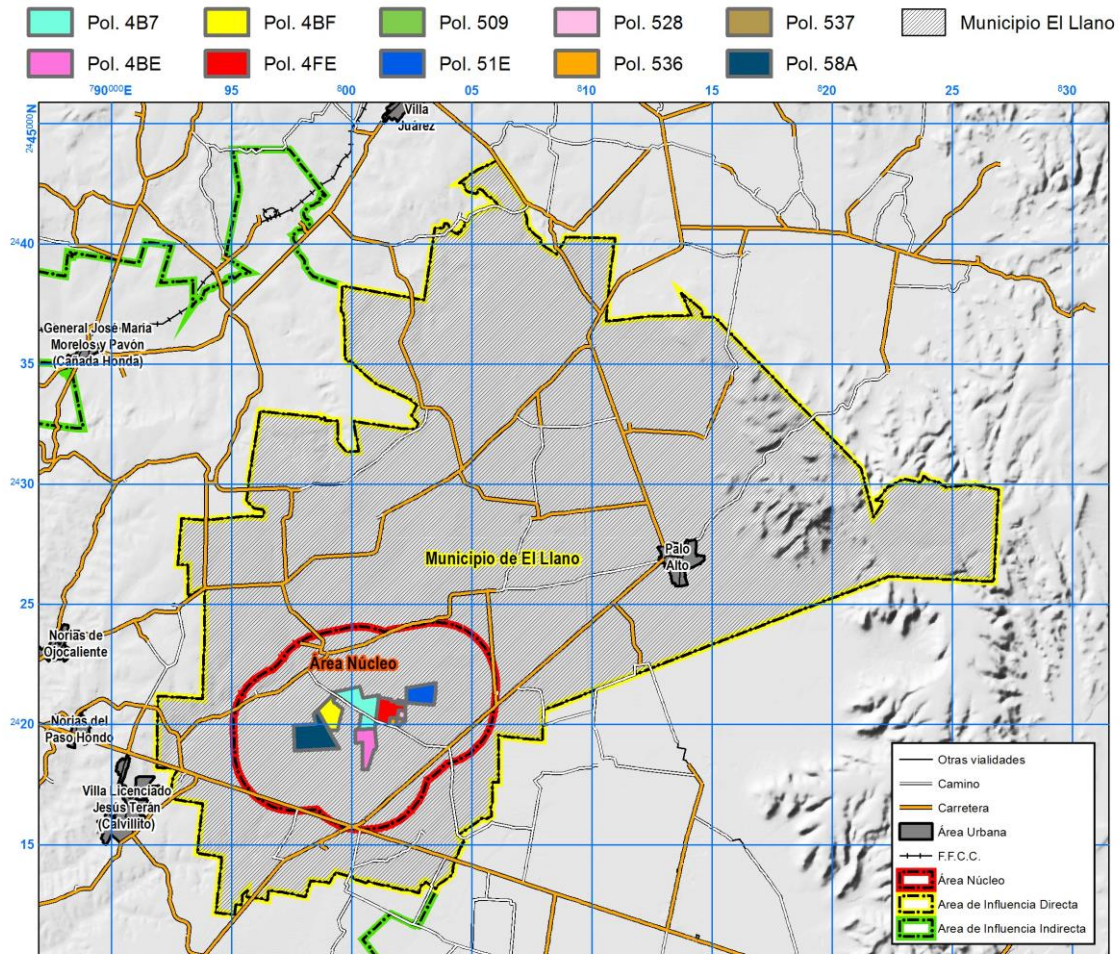 Pol. 4B7 Pol. 4BF Pol. 509 Pol. 528 Pol. 537 Municipio El Llano
Pol. 4BE Pol. 4FE Pol. 51E Pol. 536 Pol. 58A
790000E 95 800 05 810 15 820 25 830
2445000N
Villa
Juárez
2440
General José María
Morelos y Pavón
(Cañada Honda)
35
2430
Municipio de El Llano
Palo
Alto
25
Norias de
Ojocaliente
Área Núcleo
2420
Norias del
Paso Hondo
Villa Licenciado
Jesus Terán
(Calvillito)
15
Otras vialidades
Camino
Carretera
Área Urbana
F.F.C.C.
Área Núcleo
Area de Influencia Directa
Area de Influencia Indirecta